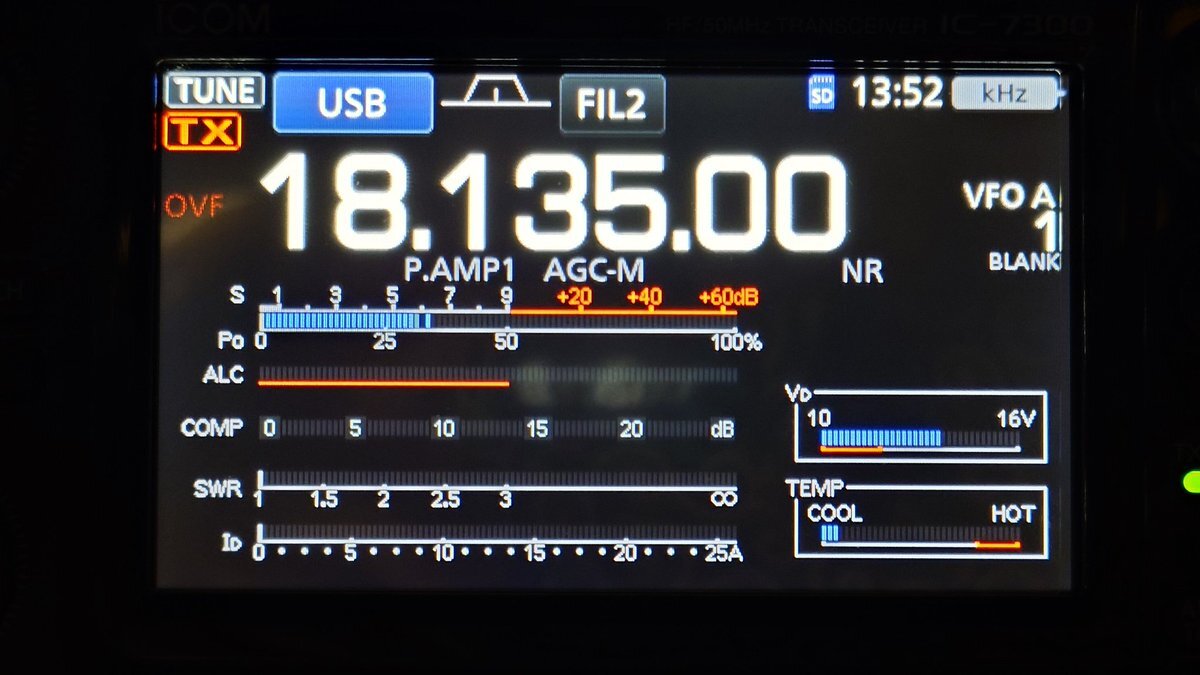 ICOM HF/50MHz TRANSCEIVER IC-7300
TUNE USB FIL2 SD 13:52 kHz
TX
OVF 18.135.00 VFO A
1
P.AMP1 AGC-M NR BLANK
S 1 3 5 7 9 +20 +40 +60dB
Po 0 25 50 100%
ALC
COMP 0 5 10 15 20 dB
SWR 1 1.5 2 2.5 3 ∞
ID 0 5 10 15 20 25A
VD
10 16V
TEMP
COOL HOT